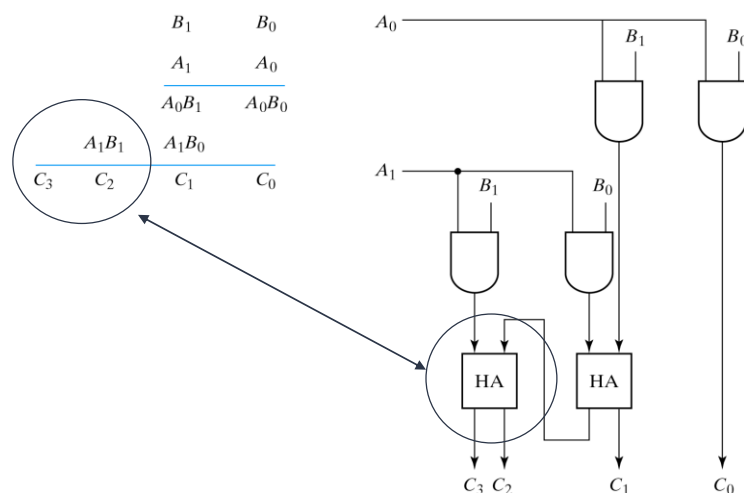 B₁ B₀
A₁ A₀
A₀B₁ A₀B₀
A₁B₁ A₁B₀
C₃ C₂ C₁ C₀
A₀
B₁ B₀
A₁
B₁ B₀
HA HA
C₃ C₂ C₁ C₀